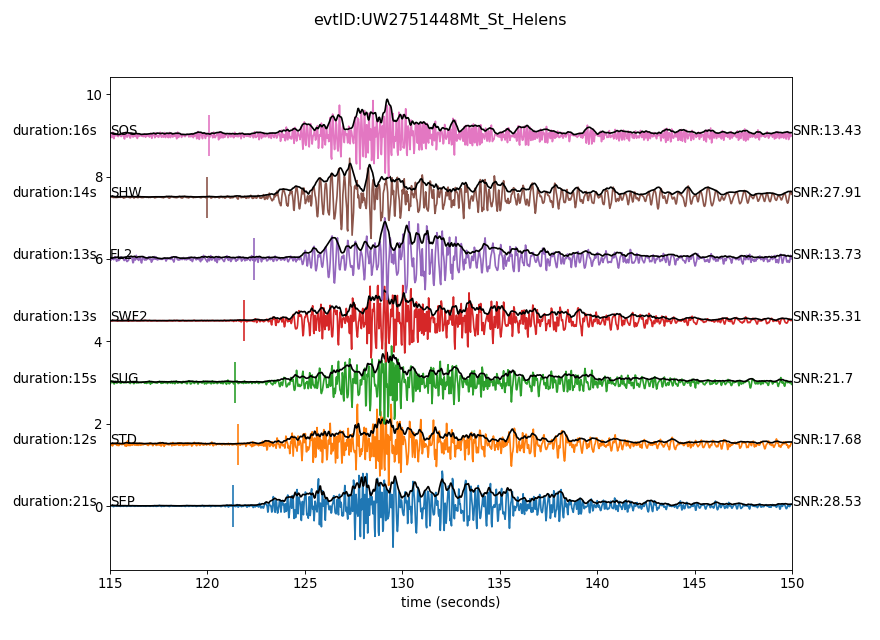 evtID:UW2751448Mt_St_Helens
10
duration:16s SOS SNR:13.43
8
duration:14s SHW SNR:27.91
duration:13s FL2 SNR:13.73
6
duration:13s SWF2 SNR:35.31
4
duration:15s SUG SNR:21.7
2
duration:12s STD SNR:17.68
duration:21s SEP SNR:28.53
0
115 120 125 130 135 140 145 150
time (seconds)